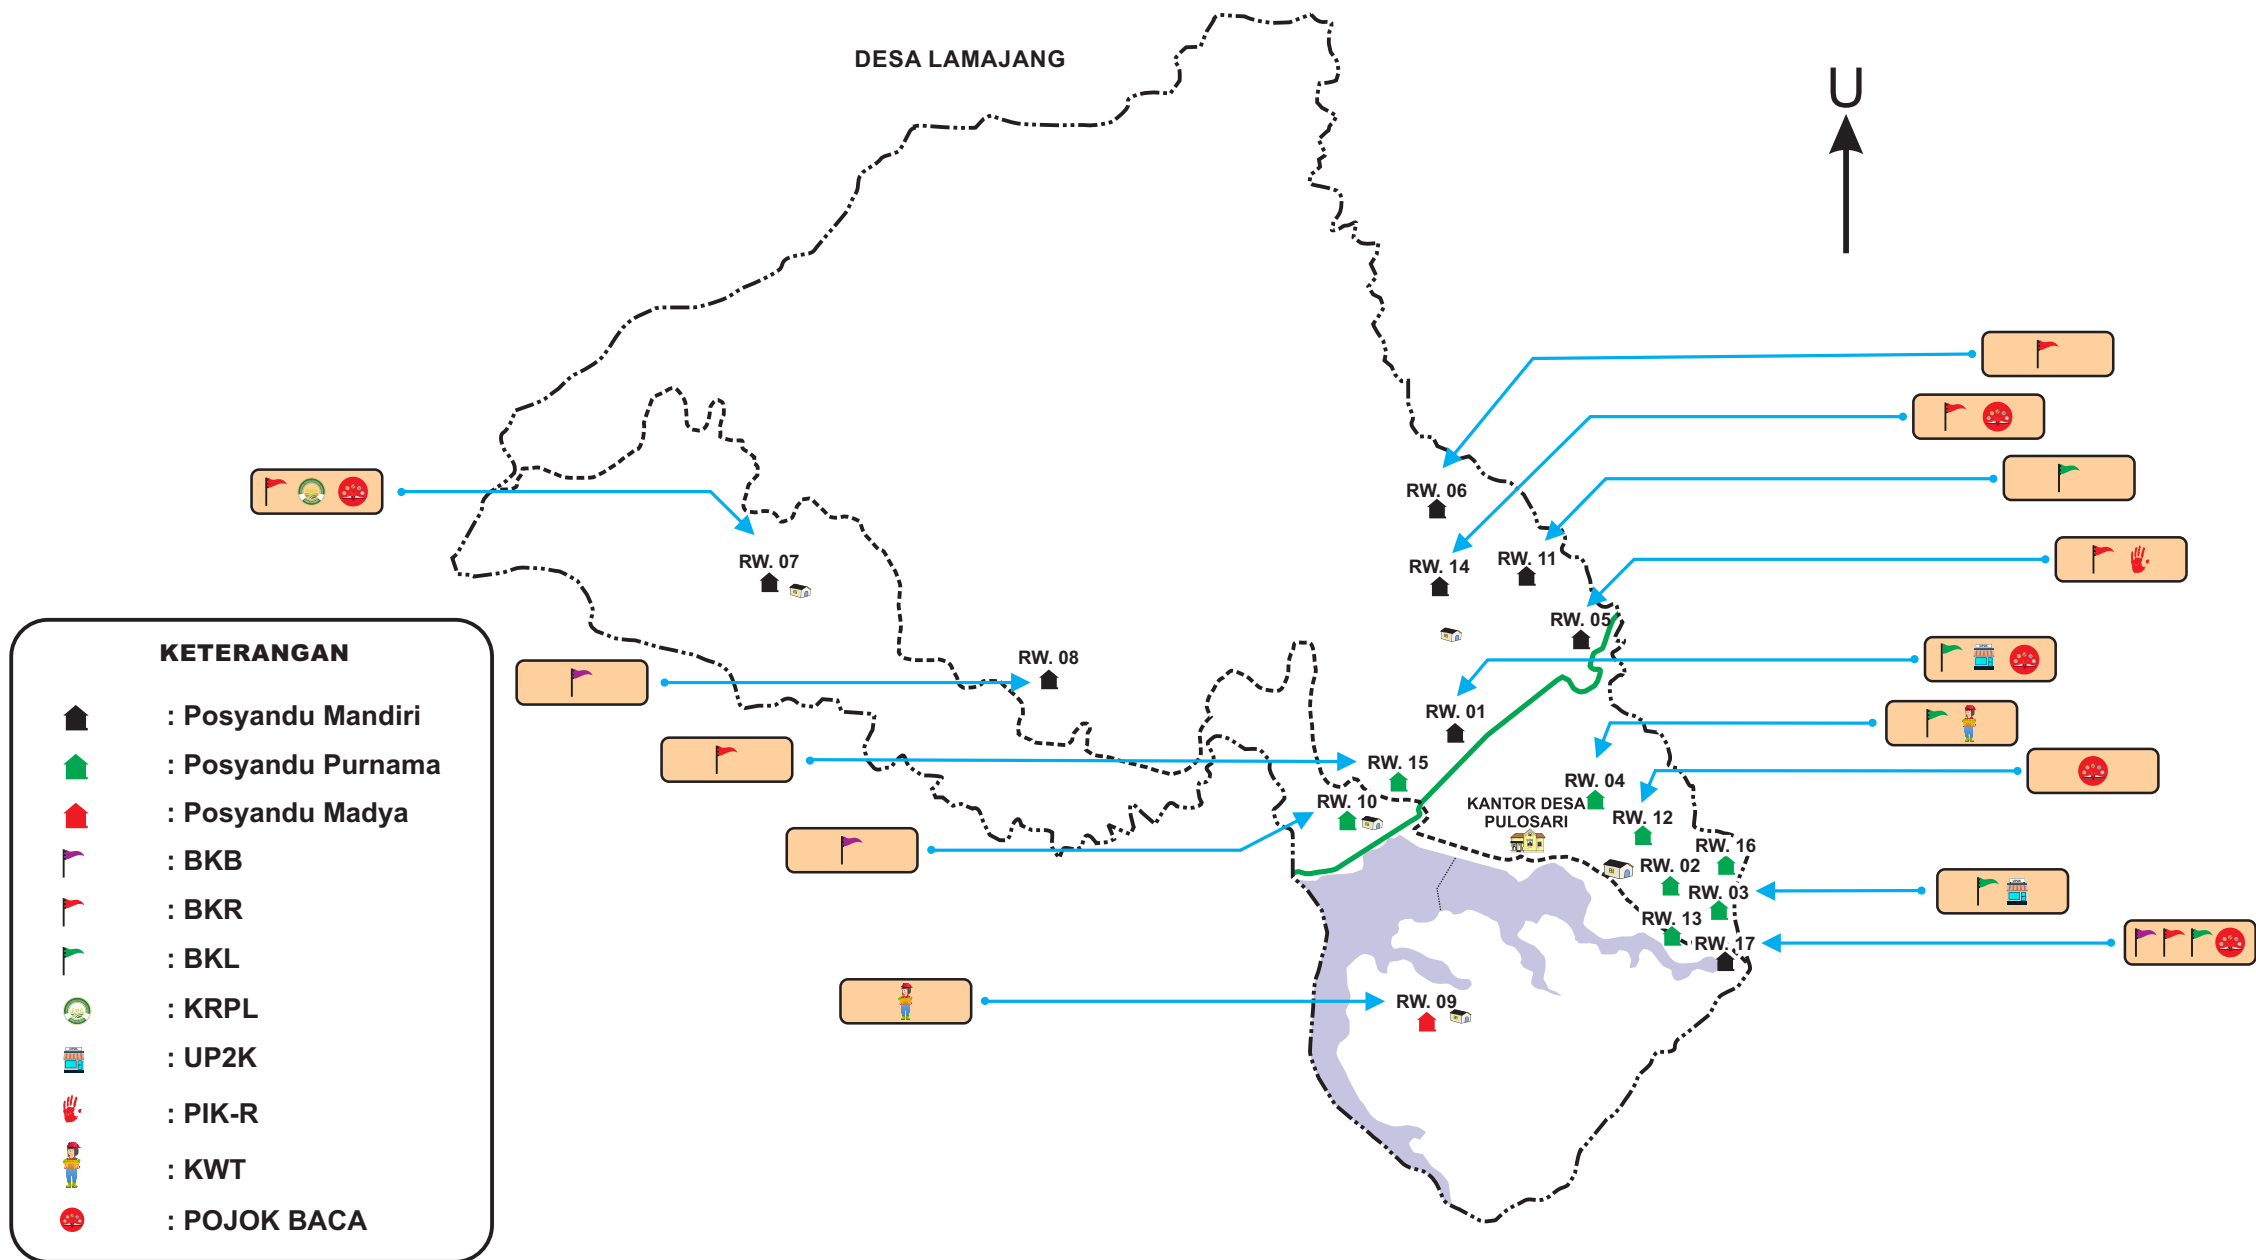 DESA LAMAJANG
U
RW. 06
RW. 07
RW. 14
RW. 11
RW. 05
RW. 08
RW. 01
RW. 15
RW. 04
RW. 10
KANTOR DESA
PULOSARI
RW. 12
RW. 16
RW. 02
RW. 03
RW. 13
RW. 17
RW. 09
KETERANGAN
: Posyandu Mandiri
: Posyandu Purnama
: Posyandu Madya
: BKB
: BKR
: BKL
: KRPL
: UP2K
: PIK-R
: KWT
: POJOK BACA